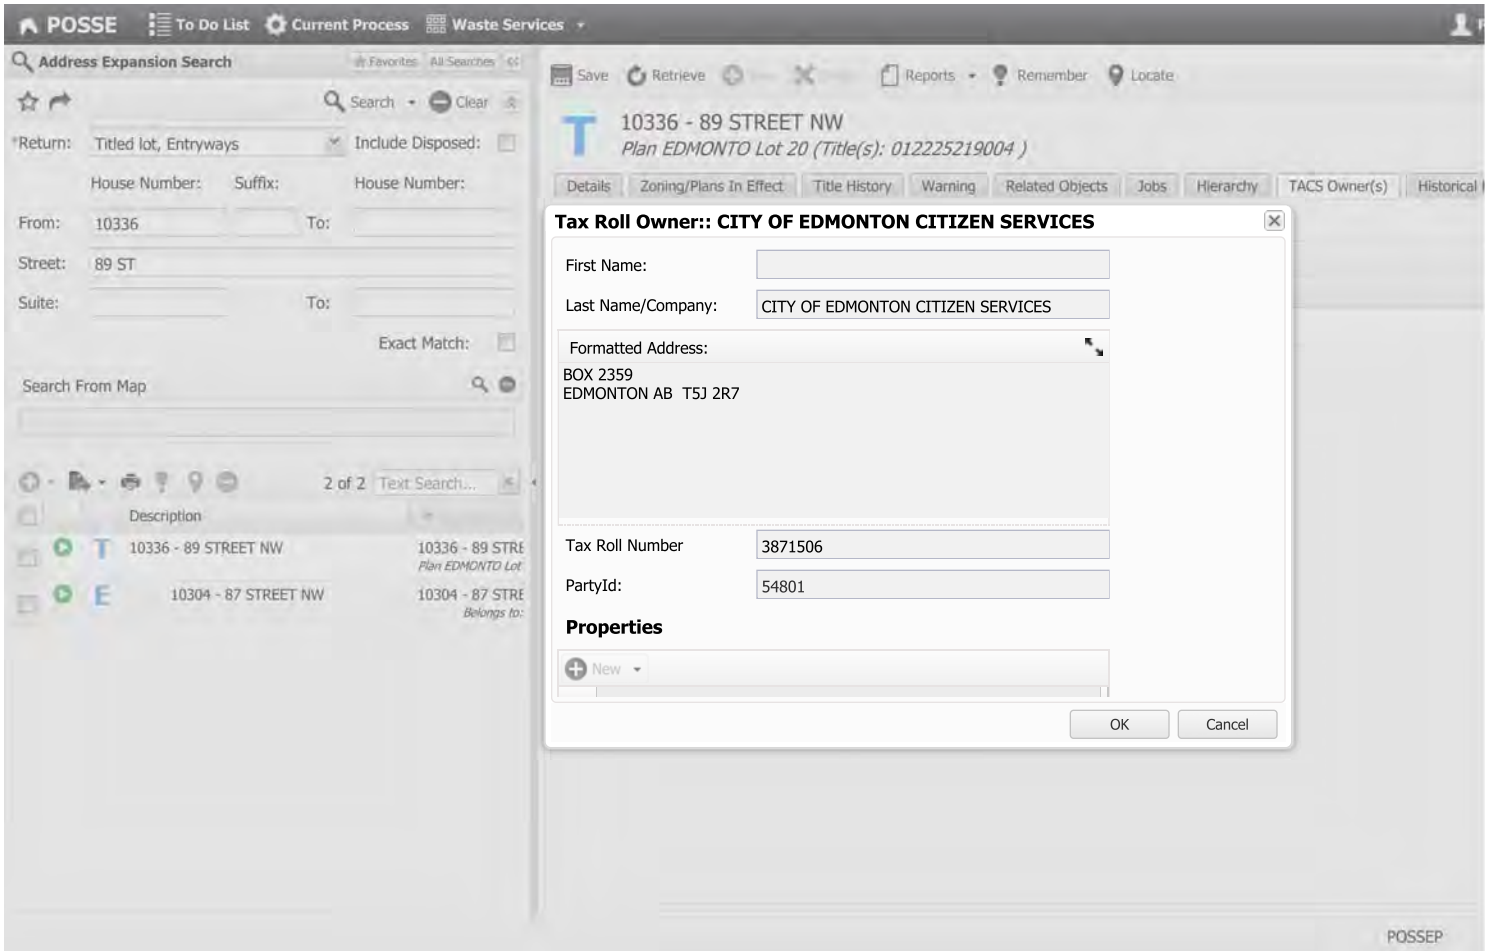 POSSE To Do List Current Process Waste Services
Address Expansion Search Favorites All Searches
Search Clear
*Return: Titled lot, Entryways Include Disposed:
House Number: Suffix: House Number:
From: 10336 To:
Street: 89 ST
Suite: To:
Exact Match:
Search From Map
2 of 2 Text Search...
Description
10336 - 89 STREET NW 10336 - 89 STRE
Plan EDMONTO Lot
10304 - 87 STREET NW 10304 - 87 STRE
Belongs to:
Save Retrieve Reports Remember Locate
T 10336 - 89 STREET NW
Plan EDMONTO Lot 20 (Title(s): 012225219004 )
Details Zoning/Plans In Effect Title History Warning Related Objects Jobs Hierarchy TACS Owner(s) Historical
Tax Roll Owner:: CITY OF EDMONTON CITIZEN SERVICES
First Name:
Last Name/Company: CITY OF EDMONTON CITIZEN SERVICES
Formatted Address:
BOX 2359
EDMONTON AB T5J 2R7
Tax Roll Number 3871506
PartyId: 54801
Properties
New
OK Cancel
POSSEP